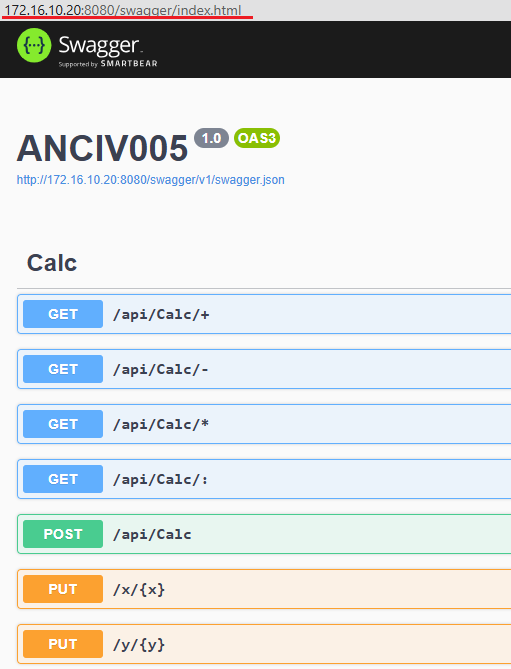 172.16.10.20:8080/swagger/index.html
{...} Swagger.
Supported by SMARTBEAR
ANCIV005 1.0 OAS3
http://172.16.10.20:8080/swagger/v1/swagger.json
Calc
GET /api/Calc/+
GET /api/Calc/-
GET /api/Calc/*
GET /api/Calc/:
POST /api/Calc
PUT /x/{x}
PUT /y/{y}